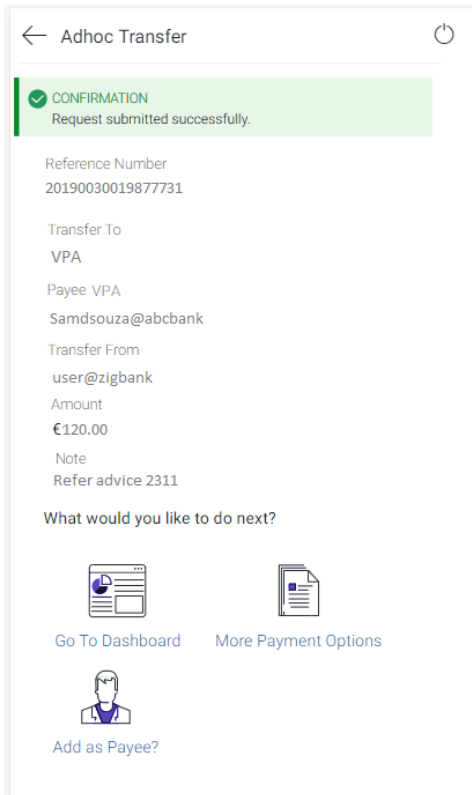 Adhoc Transfer
CONFIRMATION
Request submitted successfully.
Reference Number
20190030019877731
Transfer To
VPA
Payee VPA
Samdsouza@abcbank
Transfer From
user@zigbank
Amount
€120.00
Note
Refer advice 2311
What would you like to do next?
Go To Dashboard More Payment Options
Add as Payee?